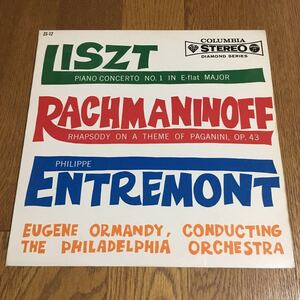 ZS-12
COLUMBIA
STEREO
DIAMOND SERIES
LISZT
PIANO CONCERTO NO. 1 IN E-flat MAJOR
RACHMANINOFF
RHAPSODY ON A THEME OF PAGANINI, OP. 43
PHILIPPE
ENTREMONT
EUGENE ORMANDY, CONDUCTING
THE PHILADELPHIA ORCHESTRA